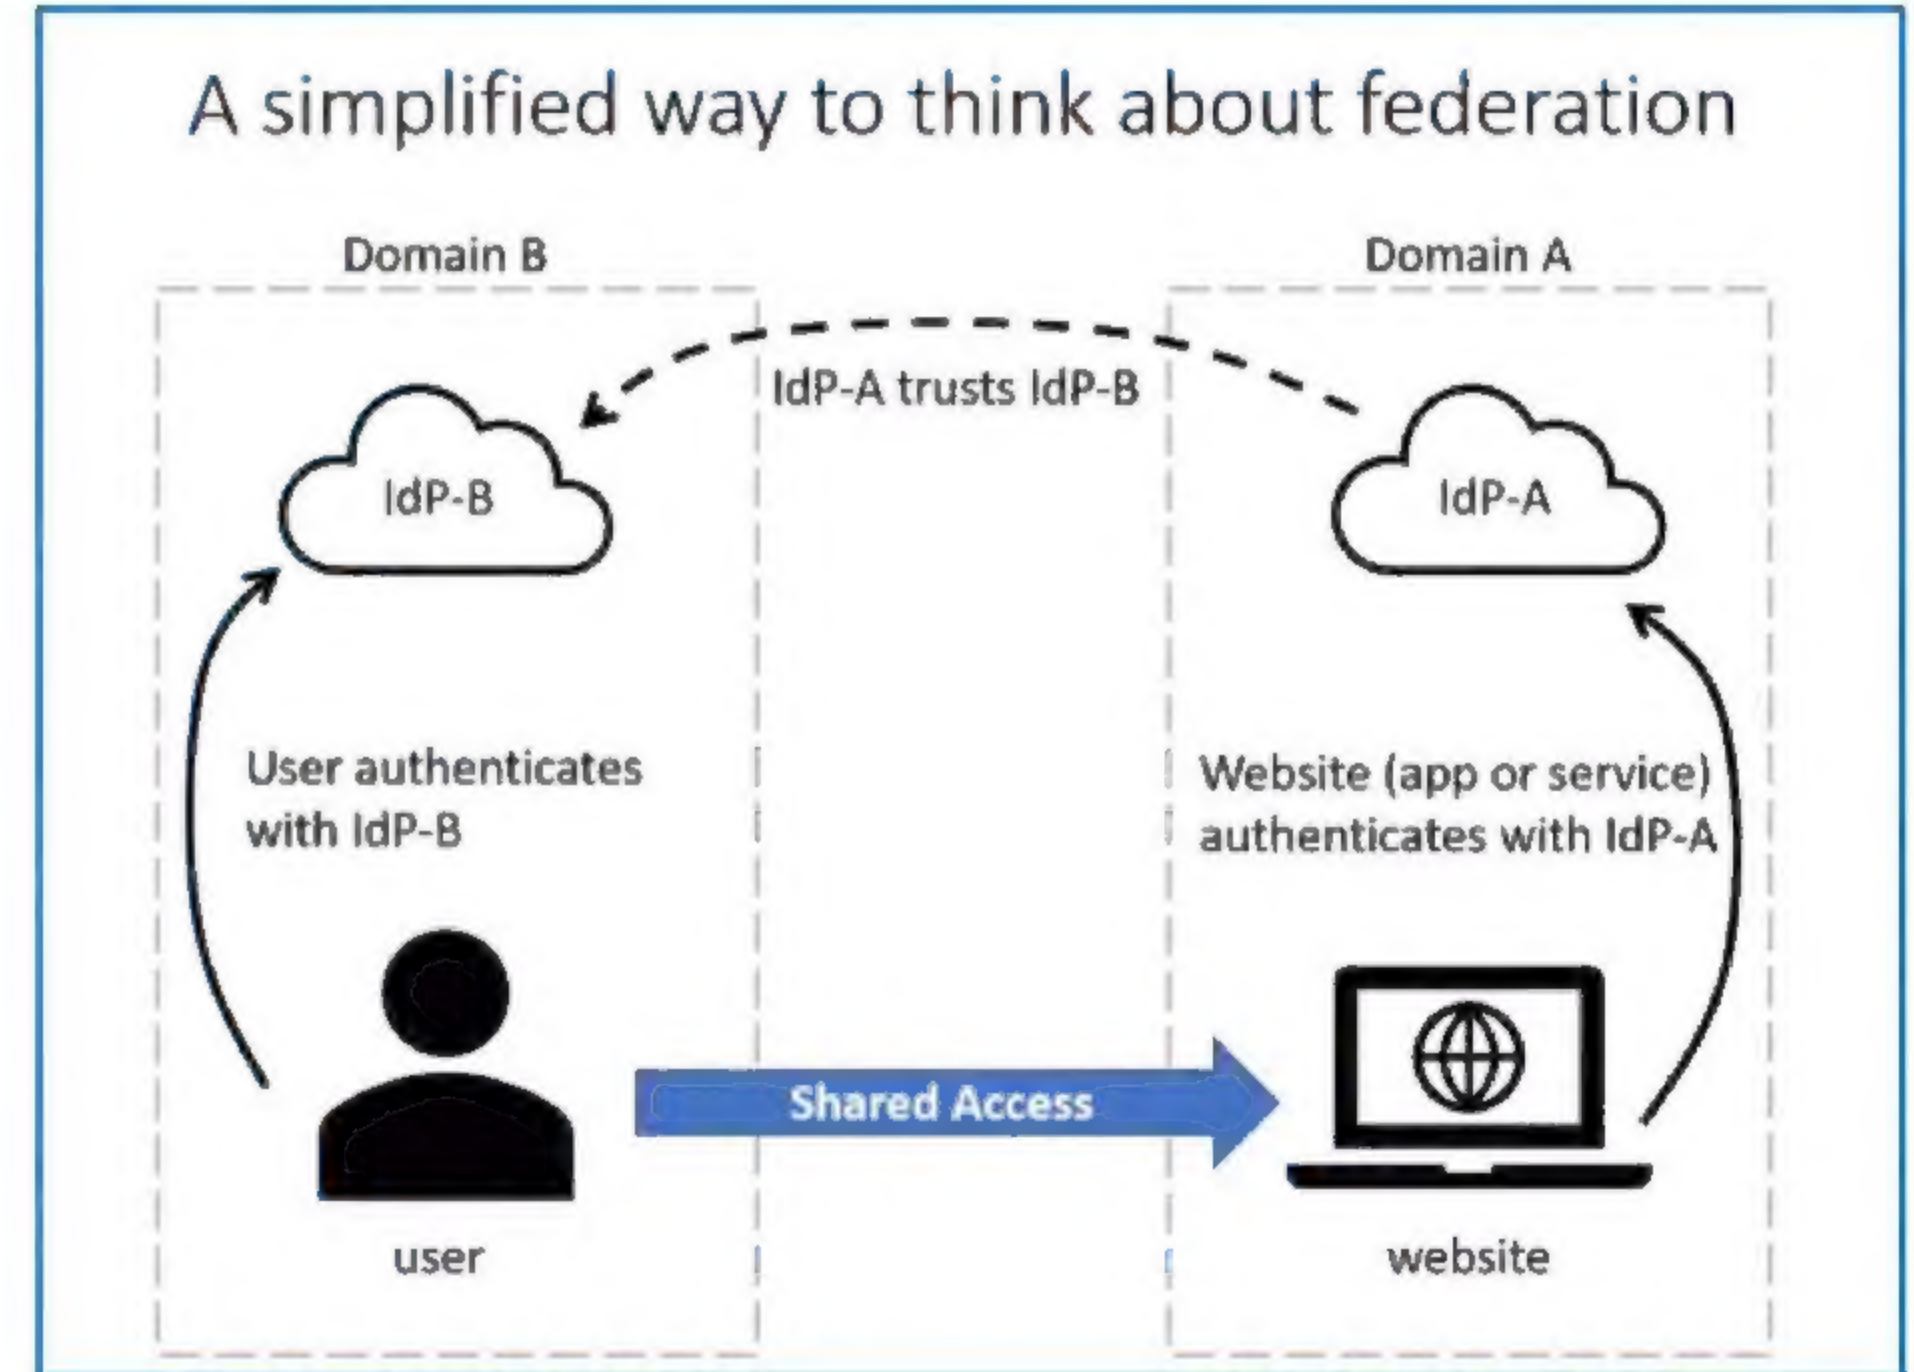 A simplified way to think about federation
Domain B
Domain A
IdP-A trusts IdP-B
IdP-B
IdP-A
User authenticates
with IdP-B
Website (app or service)
authenticates with IdP-A
Shared Access
user
website